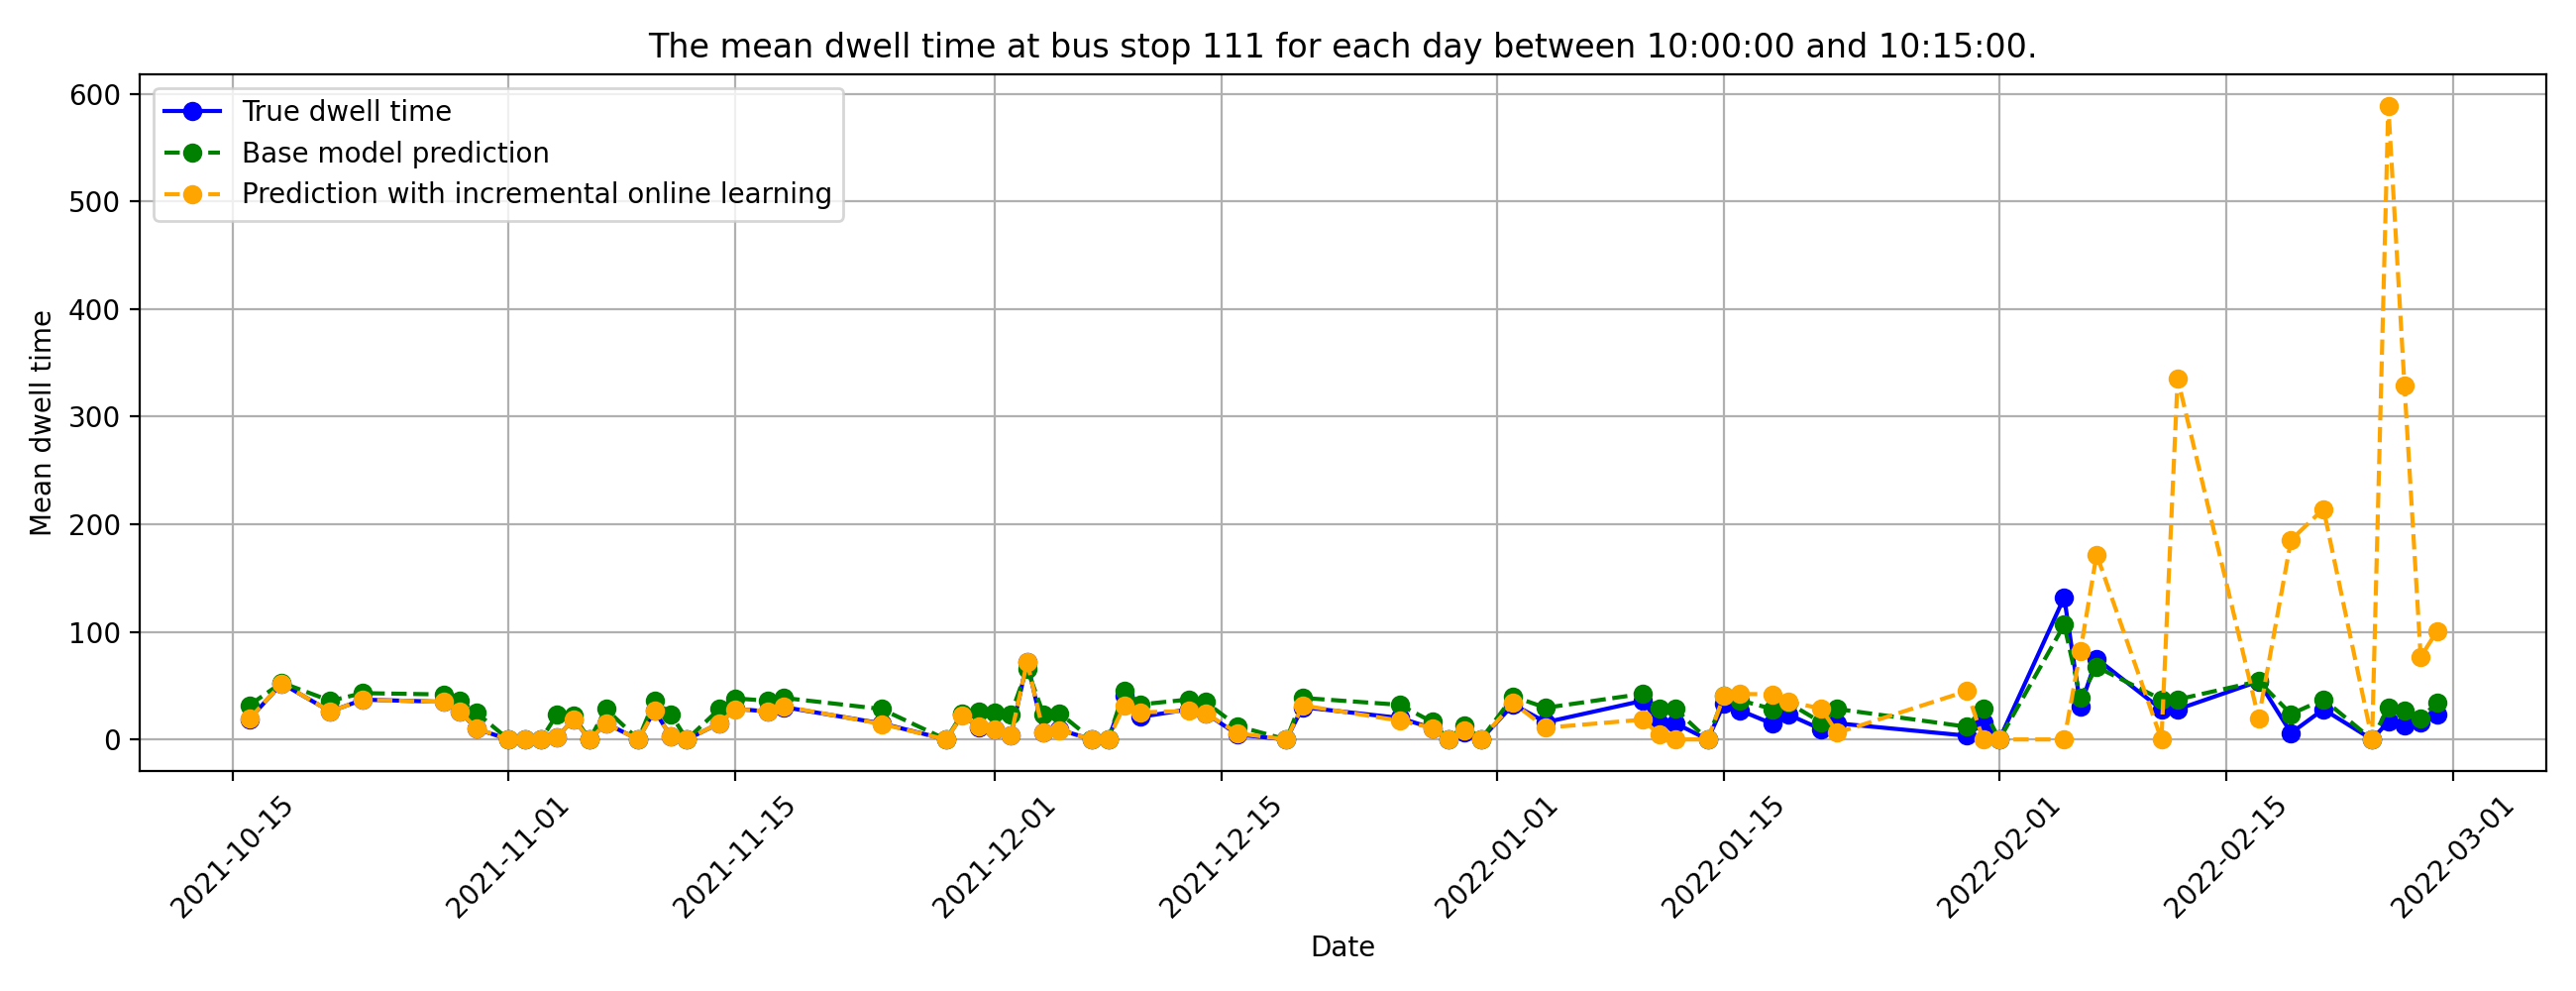 The mean dwell time at bus stop 111 for each day between 10:00:00 and 10:15:00.
600
500
400
300
200
100
0
Mean dwell time
True dwell time
Base model prediction
Prediction with incremental online learning
2021-10-15
2021-11-01
2021-11-15
2021-12-01
2021-12-15
2022-01-01
2022-01-15
2022-02-01
2022-02-15
2022-03-01
Date